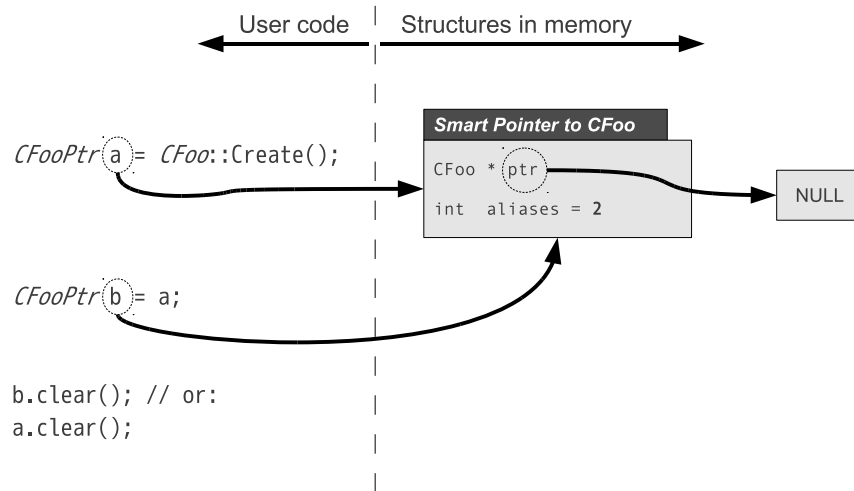 User code
Structures in memory
CFooPtr a = CFoo::Create();
Smart Pointer to CFoo
CFoo * ptr
int aliases = 2
NULL
CFooPtr b = a;
b.clear(); // or:
a.clear();